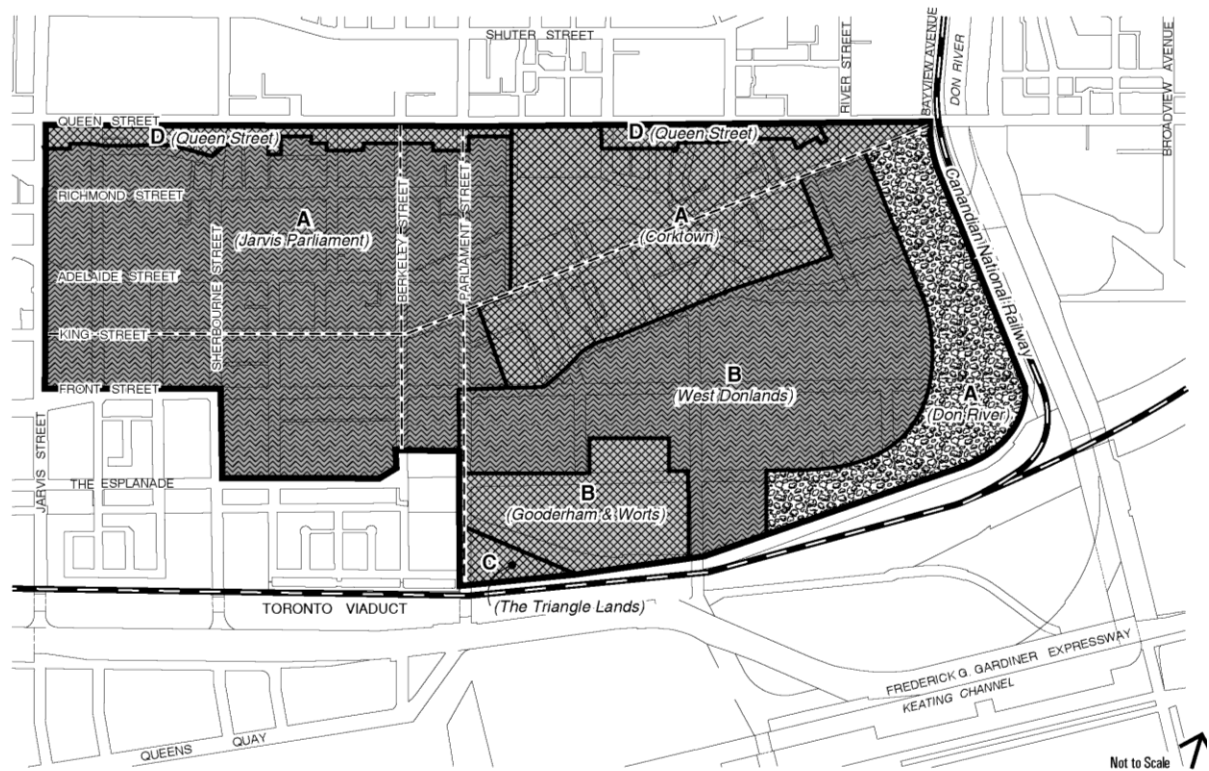 SHUTER STREET
RIVER STREET
BAYVIEW AVENUE
DON RIVER
BROADVIEW AVENUE
QUEEN STREET
D (Queen Street)
D (Queen Street)
RICHMOND STREET
A
(Jarvis Parliament)
A
(Corktown)
SHERBOURNE STREET
BERKELEY STREET
PARLIAMENT STREET
Canandian National Railway
ADELAIDE STREET
KING STREET
FRONT STREET
B
(West Donlands)
A
(Don River)
JARVIS STREET
THE ESPLANADE
B
(Gooderham & Worts)
C
TORONTO VIADUCT
(The Triangle Lands)
FREDERICK G. GARDINER EXPRESSWAY
KEATING CHANNEL
QUEENS QUAY
Not to Scale